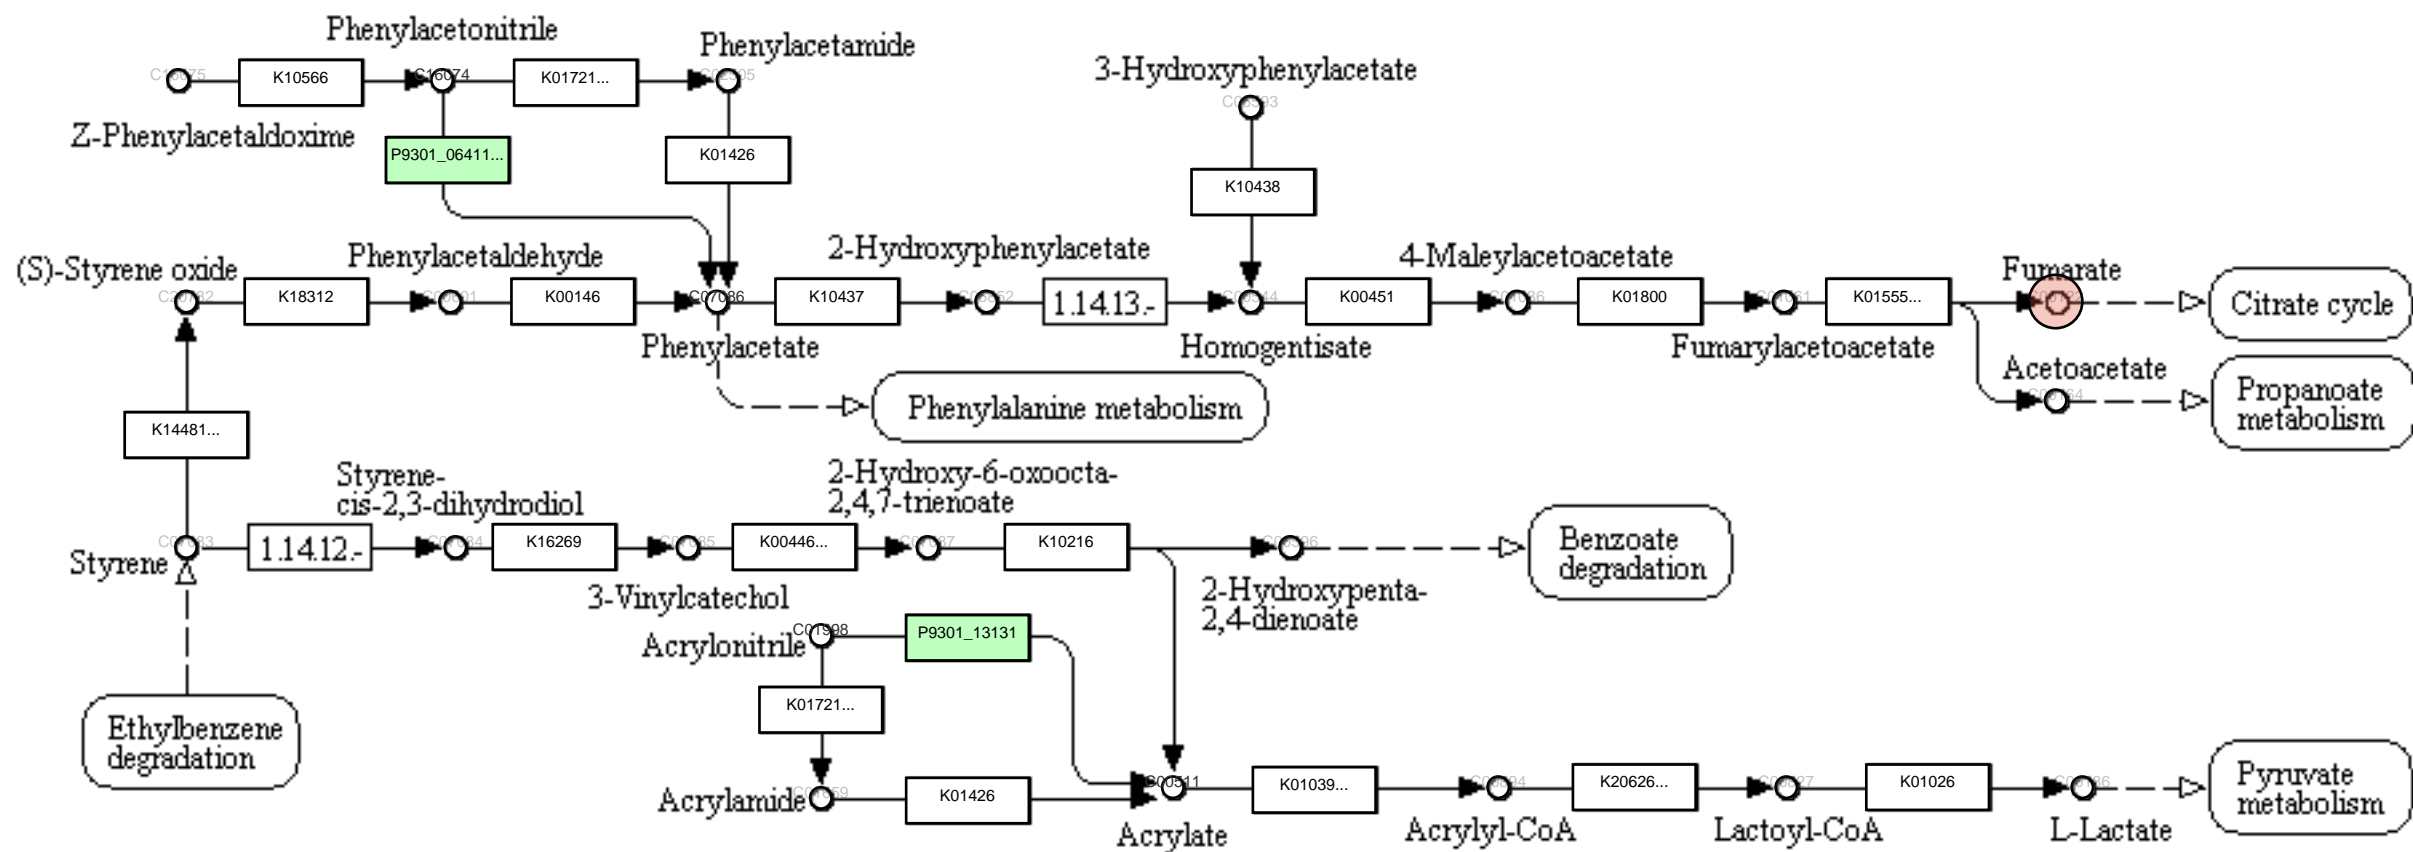 Phenylacetonitrile
Phenylacetamide
3-Hydroxyphenylacetate
K10566
C16074
K01721...
Z-Phenylacetaldoxime
P9301_06411...
K01426
K10438
(S)-Styrene oxide
Phenylacetaldehyde
2-Hydroxyphenylacetate
4-Maleylacetoacetate
Fumarate
K18312
K00146
C07086
K10437
1.14.13.-
K00451
K01800
K01555...
Citrate cycle
Phenylacetate
Homogentisate
Fumarylacetoacetate
Acetoacetate
Phenylalanine metabolism
Propanoate
metabolism
K14481...
Styrene-
cis-2,3-dihydrodiol
2-Hydroxy-6-oxoocta-
2,4,7-trienoate
Styrene
C07083
1.14.12.-
K16269
K00446...
K10216
Benzoate
degradation
3-Vinylcatechol
2-Hydroxypenta-
2,4-dienoate
Acrylonitrile
C01998
P9301_13131
K01721...
Ethylbenzene
degradation
Acrylamide
K01426
C00511
K01039...
K20626...
K01026
Pyruvate
metabolism
Acrylate
Acrylyl-CoA
Lactoyl-CoA
L-Lactate